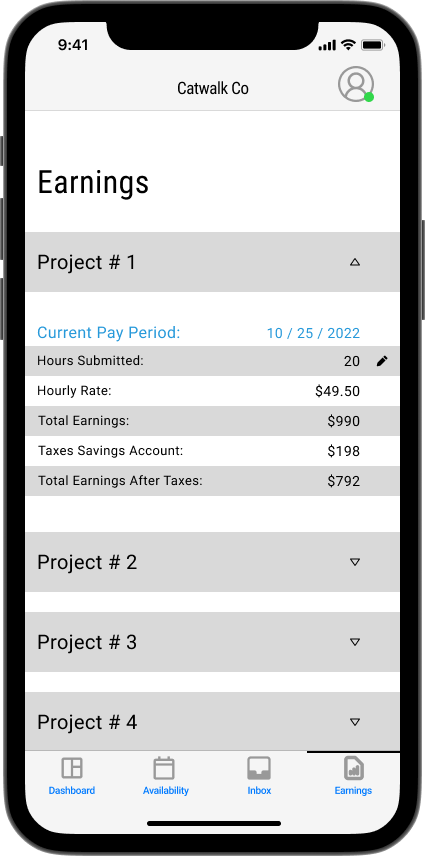 9:41
Catwalk Co
Earnings
Project # 1
Current Pay Period: 10 / 25 / 2022
Hours Submitted: 20
Hourly Rate: $49.50
Total Earnings: $990
Taxes Savings Account: $198
Total Earnings After Taxes: $792
Project # 2
Project # 3
Project # 4
Dashboard Availability Inbox Earnings